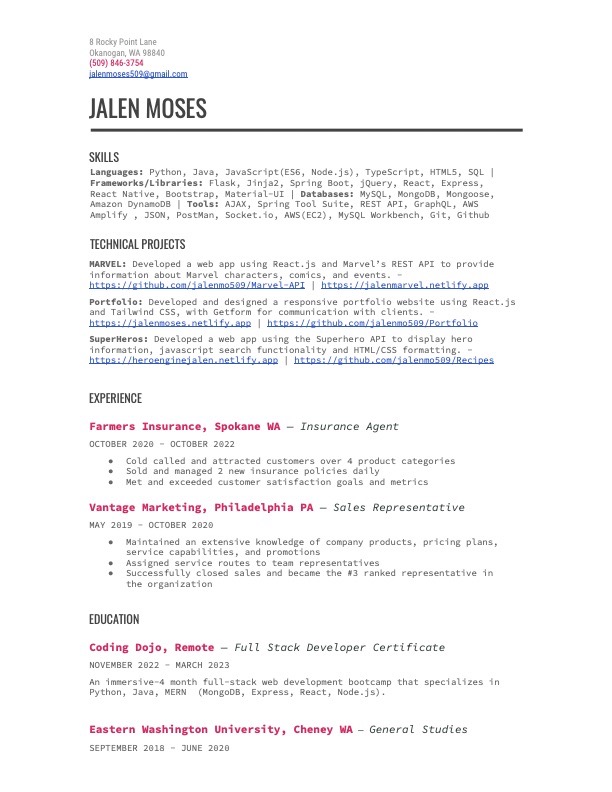 8 Rocky Point Lane
Okanogan, WA 98840
(509) 846-3754
jalenmoses509@gmail.com
JALEN MOSES
SKILLS
Languages: Python, Java, JavaScript(ES6, Node.js), TypeScript, HTML5, SQL |
Frameworks/Libraries: Flask, Jinja2, Spring Boot, jQuery, React, Express,
React Native, Bootstrap, Material-UI | Databases: MySQL, MongoDB, Mongoose,
Amazon DynamoDB | Tools: AJAX, Spring Tool Suite, REST API, GraphQL, AWS
Amplify , JSON, PostMan, Socket.io, AWS(EC2), MySQL Workbench, Git, Github
TECHNICAL PROJECTS
MARVEL: Developed a web app using React.js and Marvel’s REST API to provide
information about Marvel characters, comics, and events. -
https://github.com/jalenmo509/Marvel-API | https://jalenmarvel.netlify.app
Portfolio: Developed and designed a responsive portfolio website using React.js
and Tailwind CSS, with Getform for communication with clients. -
https://jalenmoses.netlify.app | https://github.com/jalenmo509/Portfolio
SuperHeros: Developed a web app using the Superhero API to display hero
information, javascript search functionality and HTML/CSS formatting. -
https://heroenginejalen.netlify.app | https://github.com/jalenmo509/Recipes
EXPERIENCE
Farmers Insurance, Spokane WA — Insurance Agent
OCTOBER 2020 - OCTOBER 2022
● Cold called and attracted customers over 4 product categories
● Sold and managed 2 new insurance policies daily
● Met and exceeded customer satisfaction goals and metrics
Vantage Marketing, Philadelphia PA — Sales Representative
MAY 2019 - OCTOBER 2020
● Maintained an extensive knowledge of company products, pricing plans,
service capabilities, and promotions
● Assigned service routes to team representatives
● Successfully closed sales and became the #3 ranked representative in
the organization
EDUCATION
Coding Dojo, Remote — Full Stack Developer Certificate
NOVEMBER 2022 - MARCH 2023
An immersive-4 month full-stack web development bootcamp that specializes in
Python, Java, MERN (MongoDB, Express, React, Node.js).
Eastern Washington University, Cheney WA — General Studies
SEPTEMBER 2018 - JUNE 2020